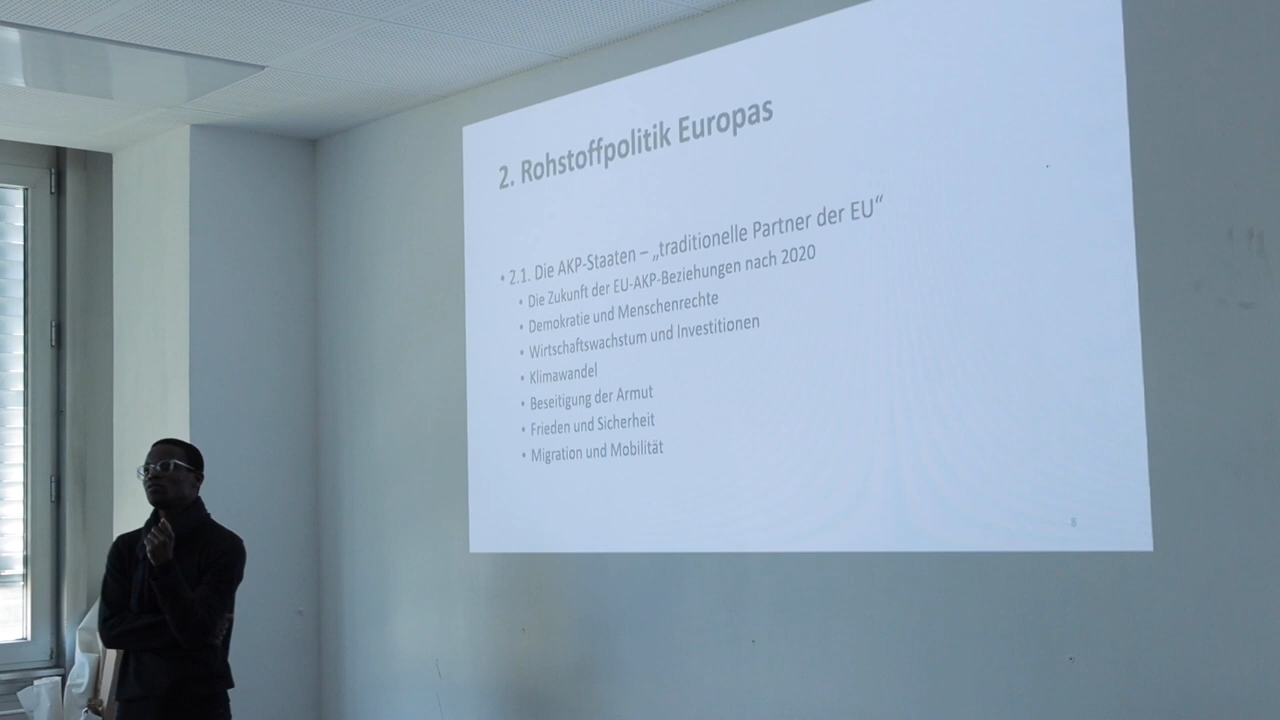 2. Rohstoffpolitik Europas
• 2.1. Die AKP-Staaten – „traditionelle Partner der EU“
• Die Zukunft der EU-AKP-Beziehungen nach 2020
• Demokratie und Menschenrechte
• Wirtschaftswachstum und Investitionen
• Klimawandel
• Beseitigung der Armut
• Frieden und Sicherheit
• Migration und Mobilität
8